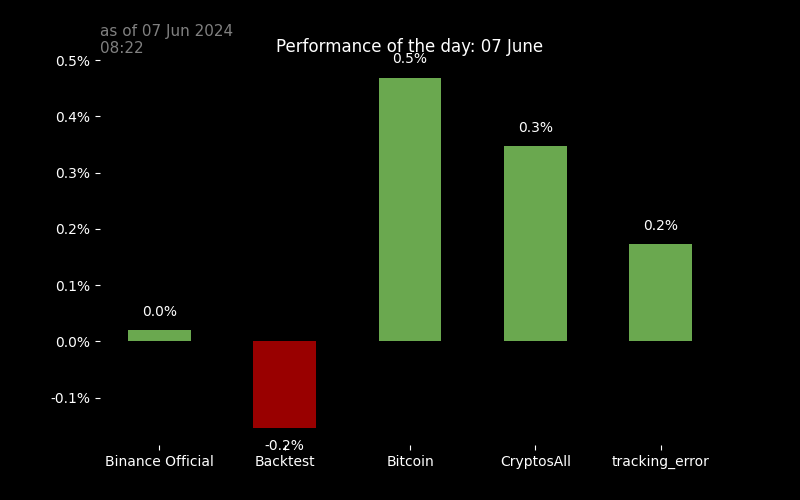 as of 07 Jun 2024
08:22
Performance of the day: 07 June
0.5%
0.5%
0.4%
0.3%
0.3%
0.2%
0.2%
0.1%
0.0%
0.0%
-0.1%
-0.2%
Binance Official
Backtest
Bitcoin
CryptosAll
tracking_error